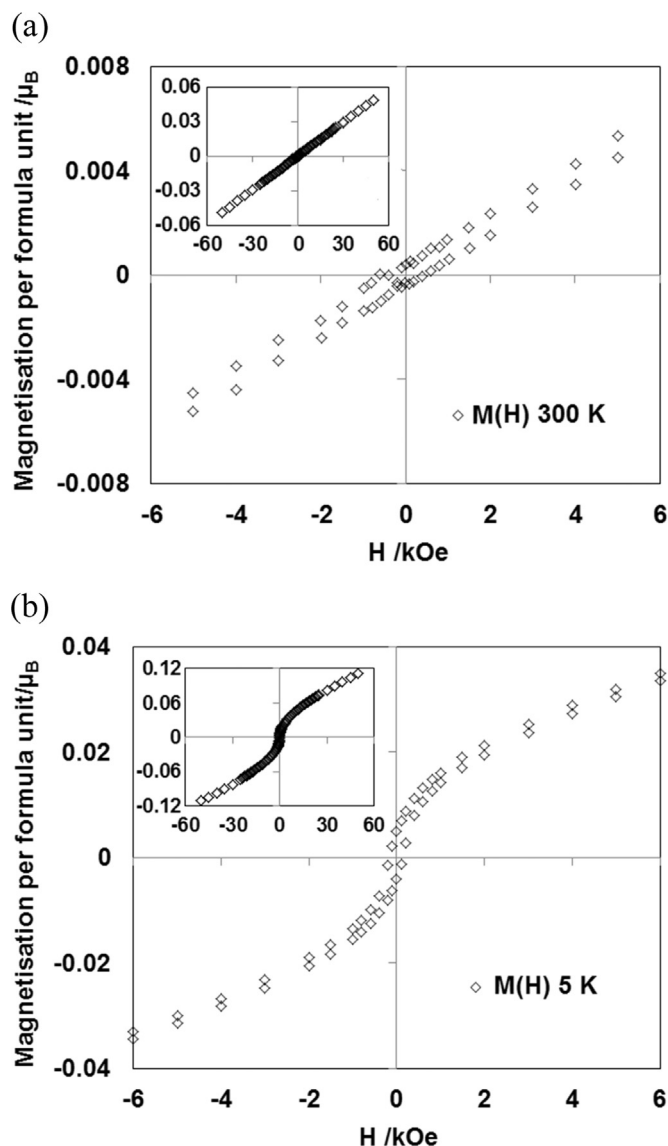 (a)
Magnetisation per formula unit /μB
0.008
0.004
0
-0.004
-0.008
-6 -4 -2 0 2 4 6
H /kOe
0.06
0.03
0
-0.03
-0.06
-60 -30 0 30 60
M(H) 300 K
(b)
Magnetisation per formula unit/μB
0.04
0.02
0
-0.02
-0.04
-6 -4 -2 0 2 4 6
H /kOe
0.12
0.06
0
-0.06
-0.12
-60 -30 0 30 60
M(H) 5 K